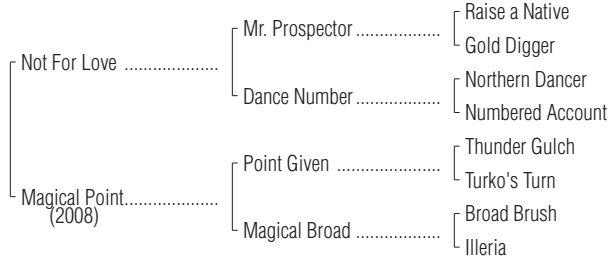 Raise a Native
Mr. Prospector ..................
Gold Digger
Not For Love .....................
Northern Dancer
Dance Number ..................
Numbered Account
Thunder Gulch
Point Given ......................
Turko's Turn
Magical Point.....................
(2008)
Broad Brush
Magical Broad ..................
Illeria